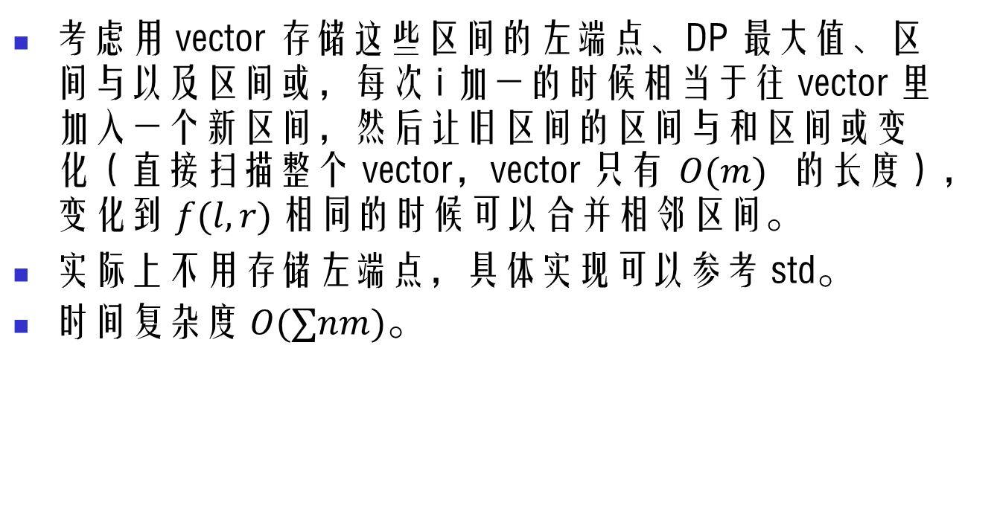 考虑用 vector 存储这些区间的左端点、DP 最大值、区
间与以及区间或，每次 i 加一的时候相当于往 vector 里
加入一个新区间，然后让旧区间的区间与和区间或变
化（直接扫描整个 vector，vector 只有 O(m) 的长度），
变化到 f(l,r) 相同的时候可以合并相邻区间。
实际上不用存储左端点，具体实现可以参考 std。
时间复杂度 O(∑nm)。